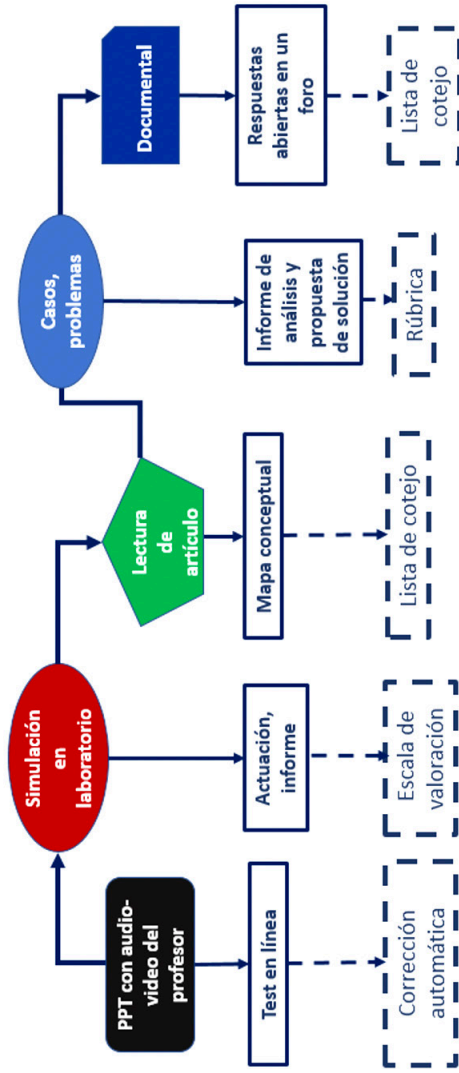 PPT con audio-
video del
profesor
Simulación
en
laboratorio
Lectura
de
artículo
Casos,
problemas
Documental
Test en línea
Actuación,
informe
Mapa conceptual
Informe de
análisis y
propuesta
de solución
Respuestas
abiertas en un
foro
Corrección
automática
Escala de
valoración
Lista de cotejo
Rúbrica
Lista de
cotejo